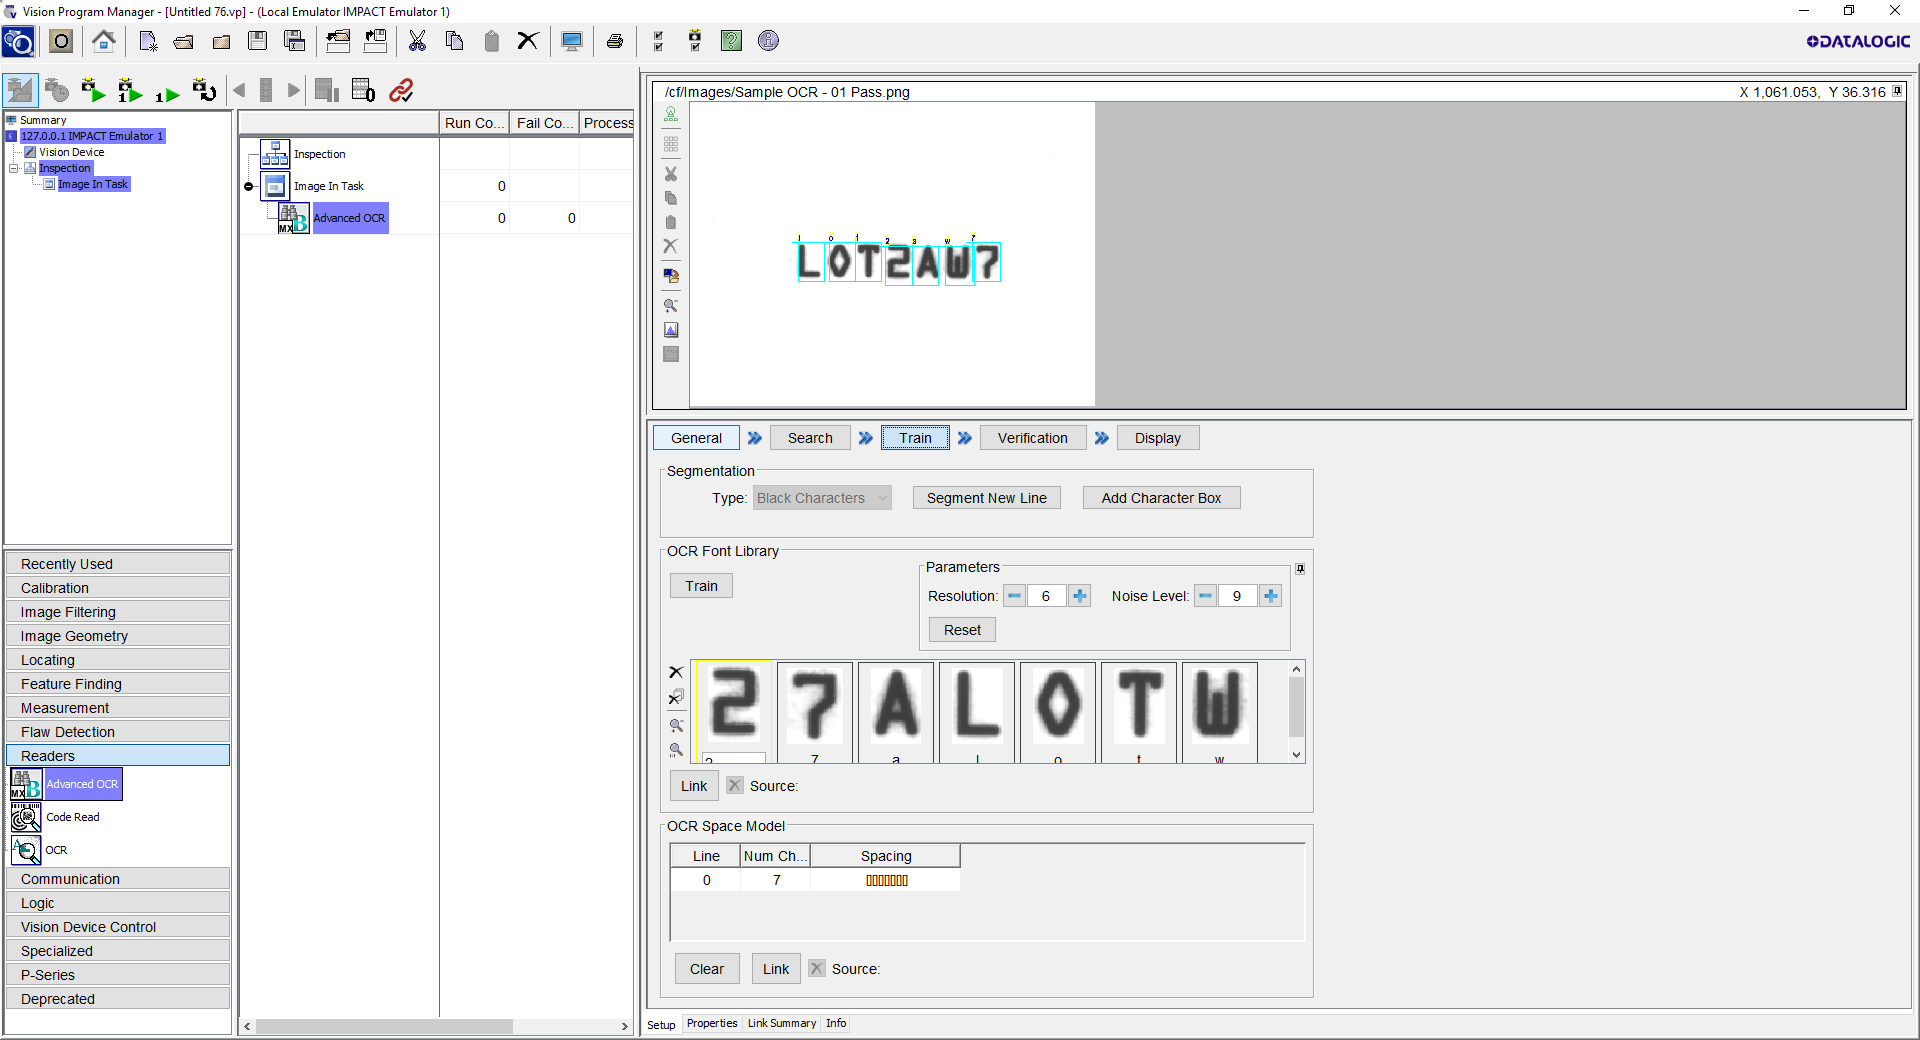 Vision Program Manager - [Untitled 76.vp] - (Local Emulator IMPACT Emulator 1)
DATALOGIC
Summary
127.0.0.1 IMPACT Emulator 1
Vision Device
Inspection
Image In Task
Run Co... Fail Co... Process
Inspection
Image In Task 0
Advanced OCR 0 0
Recently Used
Calibration
Image Filtering
Image Geometry
Locating
Feature Finding
Measurement
Flaw Detection
Readers
Advanced OCR
Code Read
OCR
Communication
Logic
Vision Device Control
Specialized
P-Series
Deprecated
/cf/Images/Sample OCR - 01 Pass.png X 1,061.053, Y 36.316
l o t 2 a w 7
LOT2AW7
General Search Train Verification Display
Segmentation
Type: Black Characters Segment New Line Add Character Box
OCR Font Library
Train
Parameters
Resolution: 6 Noise Level: 9
Reset
2 7 A L O T W
2 7 a l o t w
Link Source:
OCR Space Model
Line Num Ch... Spacing
0 7
Clear Link Source:
Setup Properties Link Summary Info